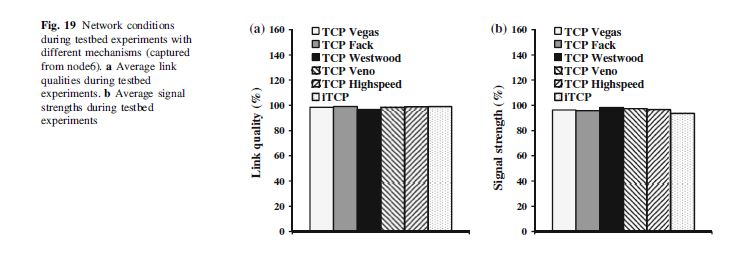 Fig. 19 Network conditions
during testbed experiments with
different mechanisms (captured
from node6). a Average link
qualities during testbed
experiments. b Average signal
strengths during testbed
experiments
(a)
160
140
120
100
80
60
40
20
0
Link quality (%)
TCP Vegas
TCP Fack
TCP Westwood
TCP Veno
TCP Highspeed
iTCP
(b)
160
140
120
100
80
60
40
20
0
Signal strength (%)
TCP Vegas
TCP Fack
TCP Westwood
TCP Veno
TCP Highspeed
iTCP